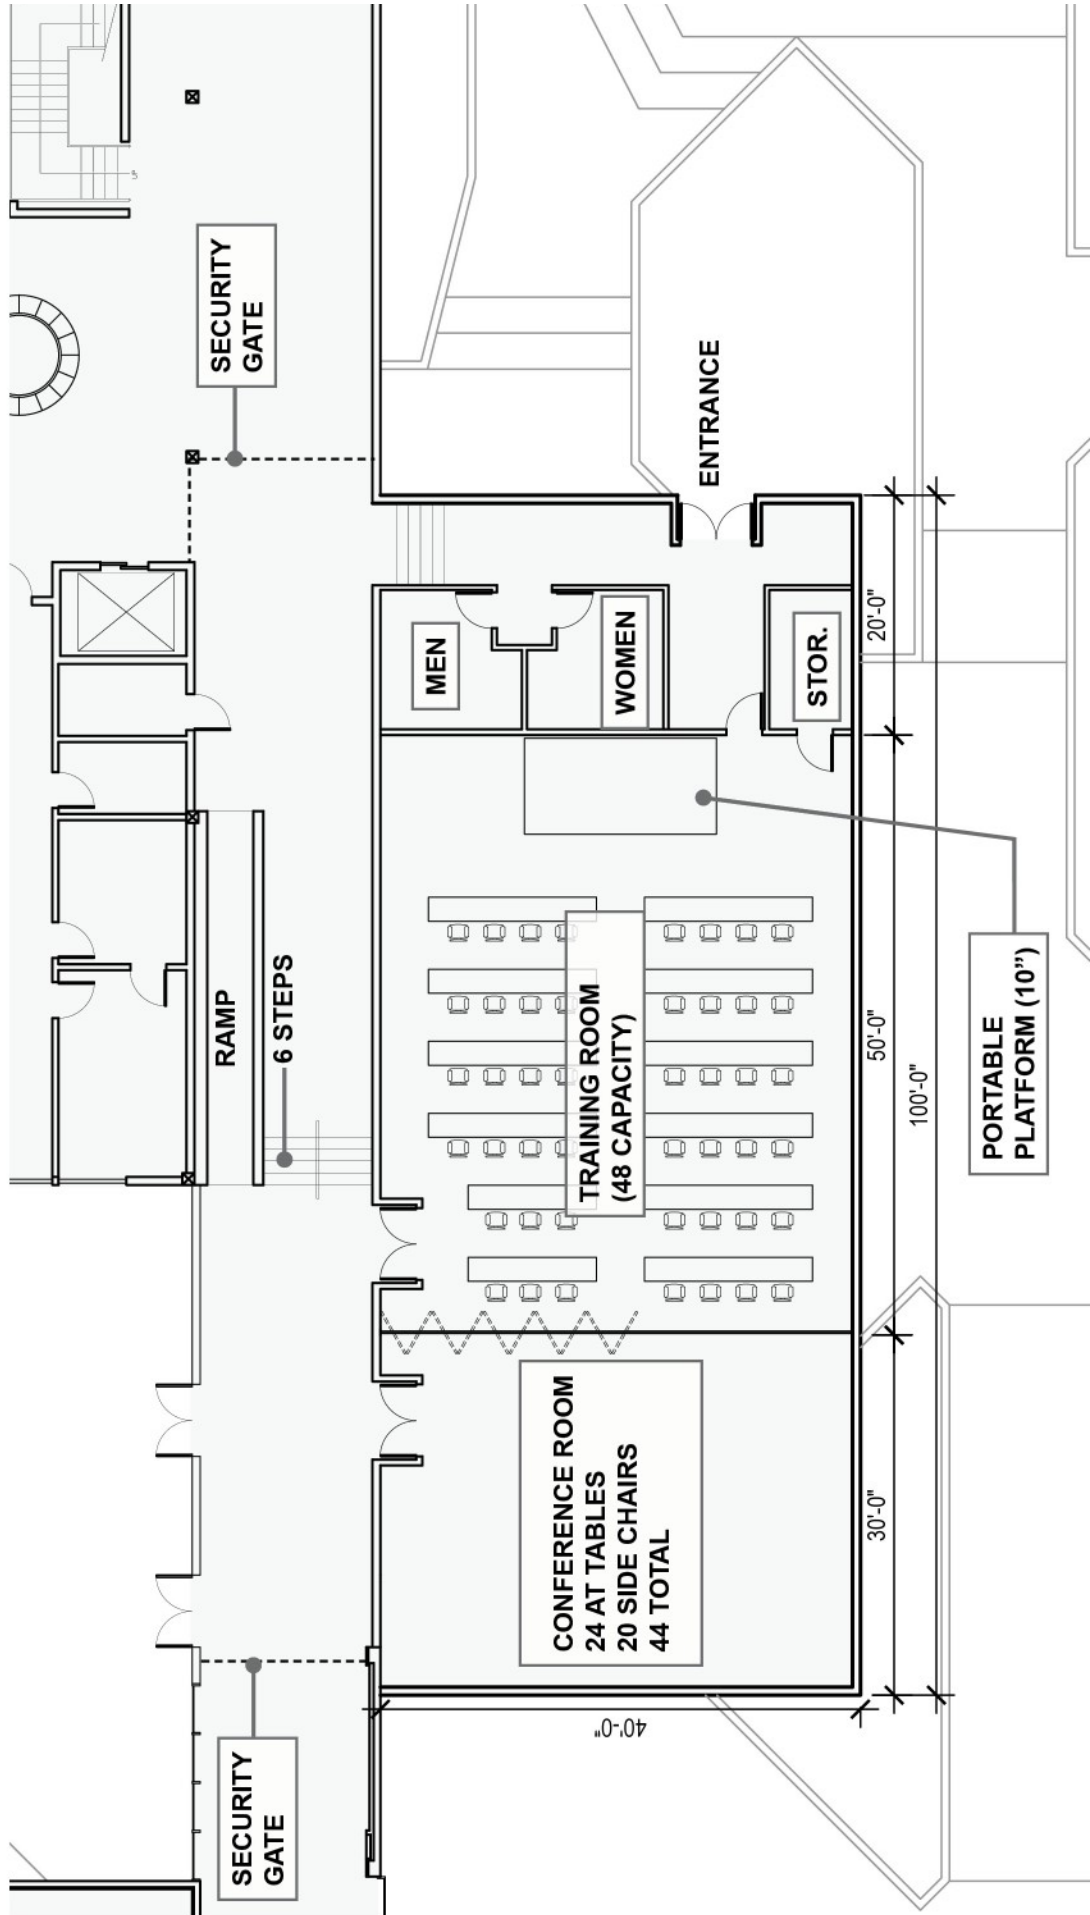 SECURITY
GATE
ENTRANCE
MEN
WOMEN
STOR.
20'-0"
RAMP
6 STEPS
TRAINING ROOM
(48 CAPACITY)
50'-0"
100'-0"
PORTABLE
PLATFORM (10”)
CONFERENCE ROOM
24 AT TABLES
20 SIDE CHAIRS
44 TOTAL
30'-0"
40'-0"
SECURITY
GATE